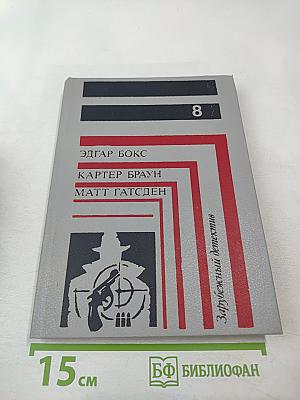 8
ЭДГАР БОКС
КАРТЕР БРАУН
МАТТ ГАТСДЕН
Зарубежный детектив
15 см
БФ БИБЛИОФАН